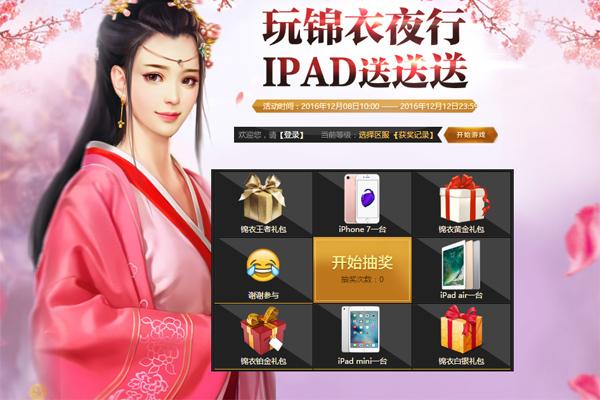 玩锦衣夜行
IPAD送送送
活动时间：2016年12月08日10:00 —— 2016年12月12日23:59
欢迎您，请【登录】 当前等级：选择区服 【获奖记录】 开始游戏
锦衣王者礼包 iPhone 7一台 锦衣黄金礼包
谢谢参与 开始抽奖 iPad air一台
抽奖次数：0
锦衣铂金礼包 iPad mini一台 锦衣白银礼包